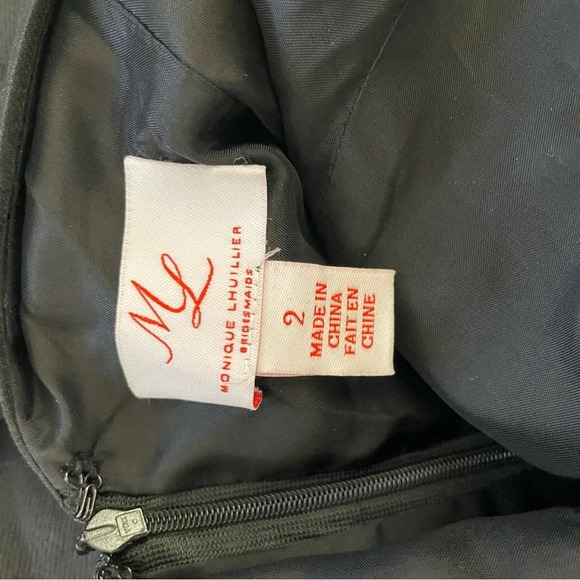 ML
MONIQUE LHUILLIER
BRIDESMAIDS
2
MADE IN
CHINA
FAIT EN
CHINE